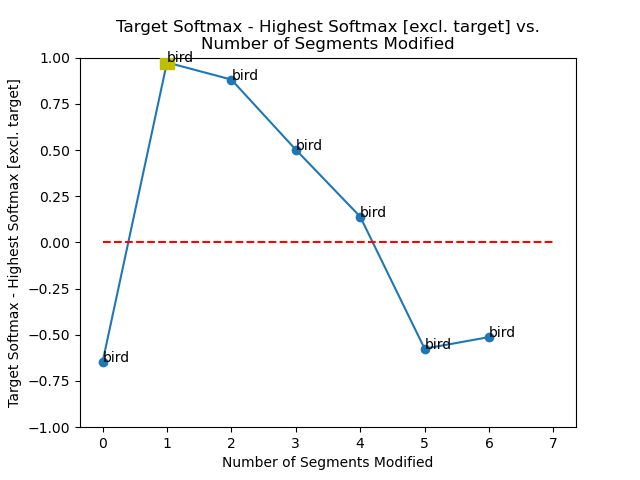 Target Softmax - Highest Softmax [excl. target] vs.
Number of Segments Modified
Target Softmax - Highest Softmax [excl. target]
1.00
0.75
0.50
0.25
0.00
−0.25
−0.50
−0.75
−1.00
bird
bird
bird
bird
bird
bird
bird
0 1 2 3 4 5 6 7
Number of Segments Modified